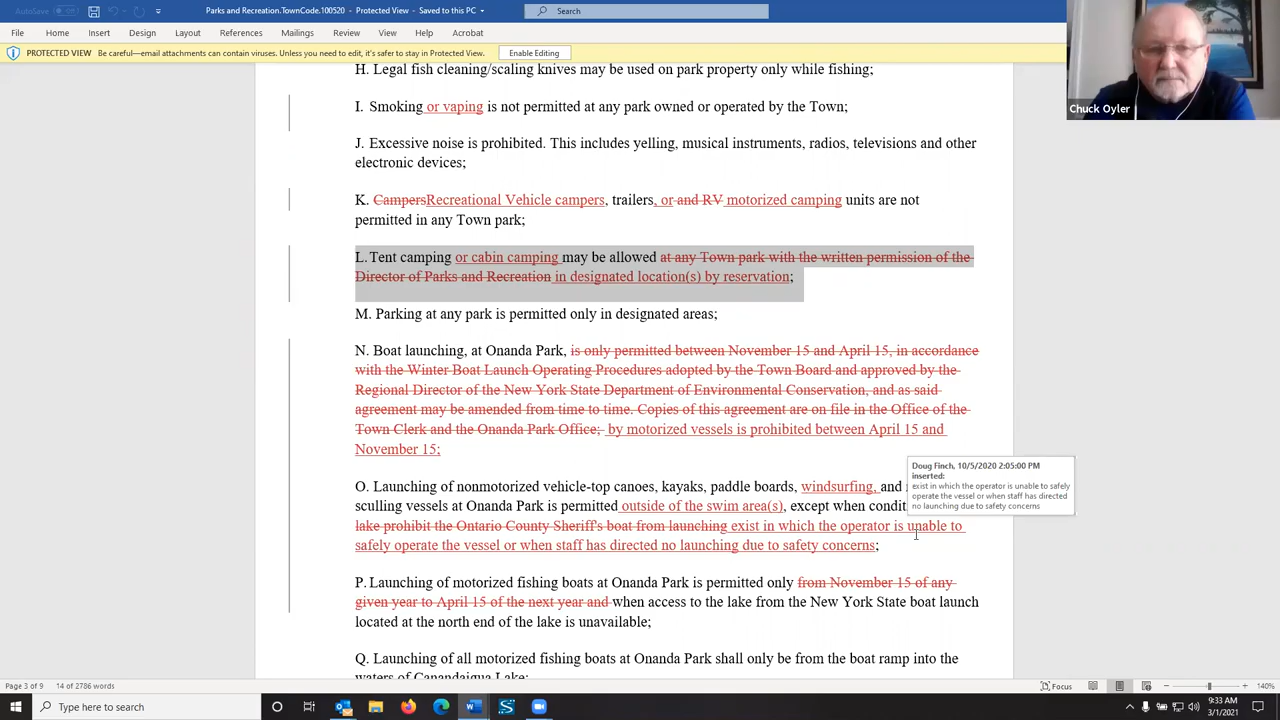 AutoSave Off
Parks and Recreation.TownCode.100520 - Protected View - Saved to this PC
Search
File Home Insert Design Layout References Mailings Review View Help Acrobat
PROTECTED VIEW Be careful—email attachments can contain viruses. Unless you need to edit, it's safer to stay in Protected View. Enable Editing
Chuck Oyler
H. Legal fish cleaning/scaling knives may be used on park property only while fishing;
I. Smoking or vaping is not permitted at any park owned or operated by the Town;
J. Excessive noise is prohibited. This includes yelling, musical instruments, radios, televisions and other
electronic devices;
K. CampersRecreational Vehicle campers, trailers, or and RV motorized camping units are not
permitted in any Town park;
L. Tent camping or cabin camping may be allowed at any Town park with the written permission of the
Director of Parks and Recreation in designated location(s) by reservation;
M. Parking at any park is permitted only in designated areas;
N. Boat launching, at Onanda Park, is only permitted between November 15 and April 15, in accordance
with the Winter Boat Launch Operating Procedures adopted by the Town Board and approved by the
Regional Director of the New York State Department of Environmental Conservation, and as said
agreement may be amended from time to time. Copies of this agreement are on file in the Office of the
Town Clerk and the Onanda Park Office; by motorized vessels is prohibited between April 15 and
November 15;
Doug Finch, 10/5/2020 2:05:00 PM
inserted:
exist in which the operator is unable to safely
operate the vessel or when staff has directed
no launching due to safety concerns
O. Launching of nonmotorized vehicle-top canoes, kayaks, paddle boards, windsurfing, and
sculling vessels at Onanda Park is permitted outside of the swim area(s), except when
lake prohibit the Ontario County Sheriff's boat from launching exist in which the operator is unable to
safely operate the vessel or when staff has directed no launching due to safety concerns;
P. Launching of motorized fishing boats at Onanda Park is permitted only from November 15 of any
given year to April 15 of the next year and when access to the lake from the New York State boat launch
located at the north end of the lake is unavailable;
Q. Launching of all motorized fishing boats at Onanda Park shall only be from the boat ramp into the
waters of Canandaigua Lake;
Page 3 of 9 14 of 2786 words Focus 140%
Type here to search
9:33 AM
3/1/2021